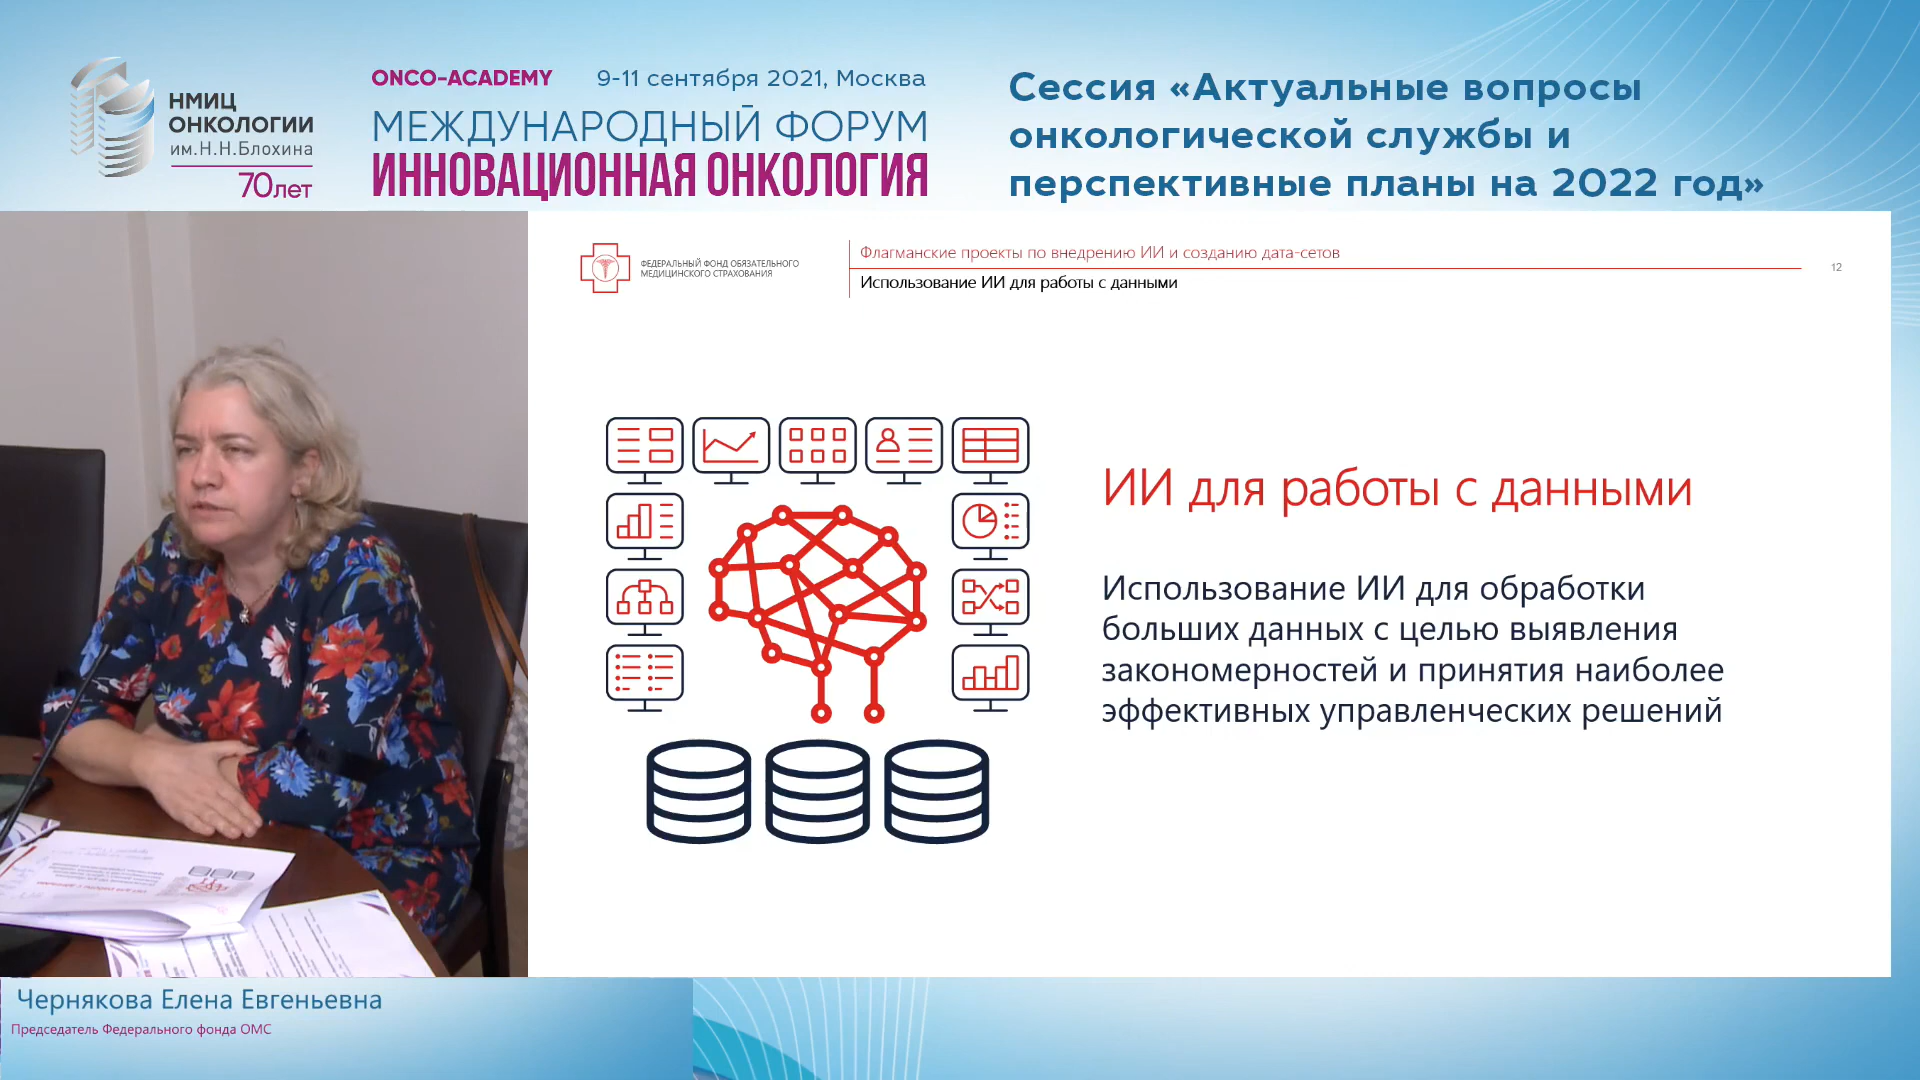 НМИЦ
ОНКОЛОГИИ
им.Н.Н.Блохина
70лет
ONCO-ACADEMY 9-11 сентября 2021, Москва
МЕЖДУНАРОДНЫЙ ФОРУМ
ИННОВАЦИОННАЯ ОНКОЛОГИЯ
Сессия «Актуальные вопросы
онкологической службы и
перспективные планы на 2022 год»
ФЕДЕРАЛЬНЫЙ ФОНД ОБЯЗАТЕЛЬНОГО
МЕДИЦИНСКОГО СТРАХОВАНИЯ
Флагманские проекты по внедрению ИИ и созданию дата-сетов
Использование ИИ для работы с данными
12
ИИ для работы с данными
Использование ИИ для обработки
больших данных с целью выявления
закономерностей и принятия наиболее
эффективных управленческих решений
Чернякова Елена Евгеньевна
Председатель Федерального фонда ОМС